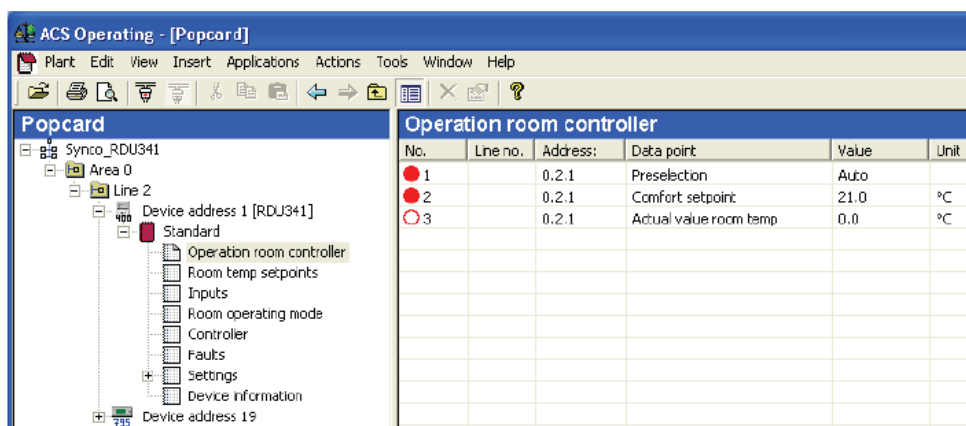 ACS Operating - [Popcard]
Plant Edit View Insert Applications Actions Tools Window Help
Popcard
Synco_RDU341
Area 0
Line 2
400
Device address 1 [RDU341]
Standard
Operation room controller
Room temp setpoints
Inputs
Room operating mode
Controller
Faults
Settings
Device information
795
Device address 19
Operation room controller
No. Line no. Address: Data point Value Unit
1 0.2.1 Preselection Auto
2 0.2.1 Comfort setpoint 21.0 °C
3 0.2.1 Actual value room temp 0.0 °C